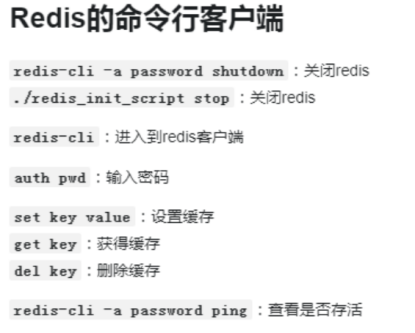 Redis的命令行客户端
redis-cli -a password shutdown：关闭redis
./redis_init_script stop：关闭redis
redis-cli：进入到redis客户端
auth pwd：输入密码
set key value：设置缓存
get key：获得缓存
del key：删除缓存
redis-cli -a password ping：查看是否存活